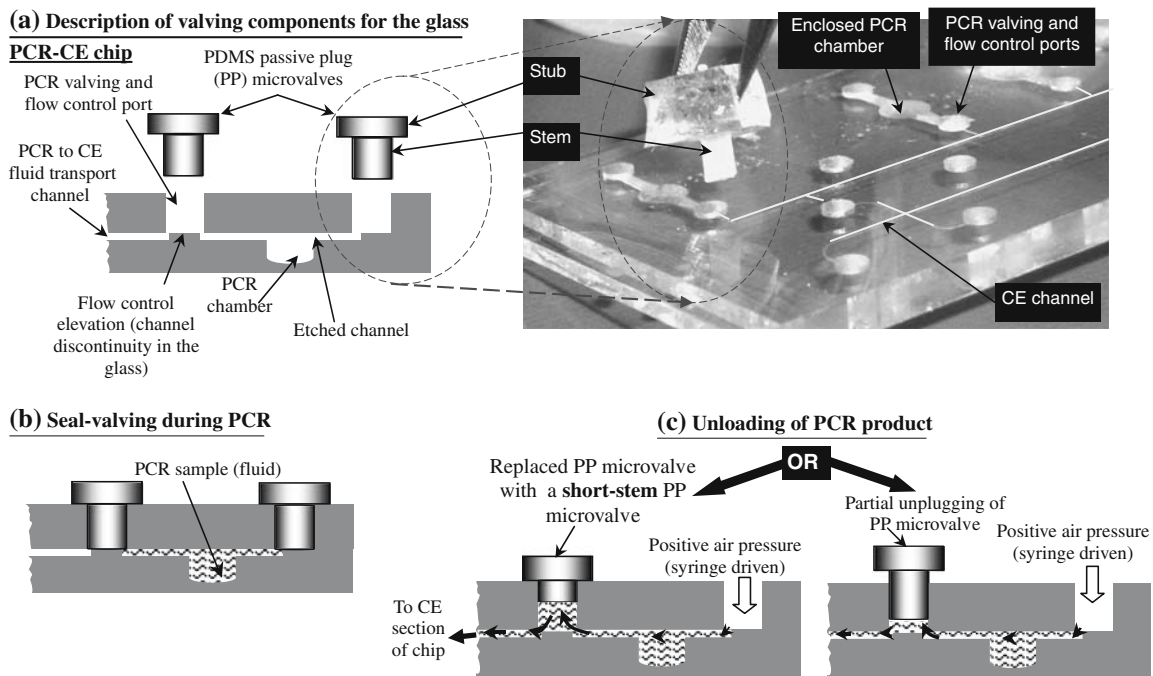 (a) Description of valving components for the glass
PCR-CE chip
PCR valving and
flow control port
PDMS passive plug
(PP) microvalves
PCR to CE
fluid transport
channel
Flow control
elevation (channel
discontinuity in the
glass)
PCR
chamber
Etched channel
Stub
Stem
Enclosed PCR
chamber
PCR valving and
flow control ports
CE channel
(b) Seal-valving during PCR
PCR sample (fluid)
(c) Unloading of PCR product
OR
Replaced PP microvalve
with a short-stem PP
microvalve
Positive air pressure
(syringe driven)
To CE
section
of chip
Partial unplugging of
PP microvalve
Positive air pressure
(syringe driven)